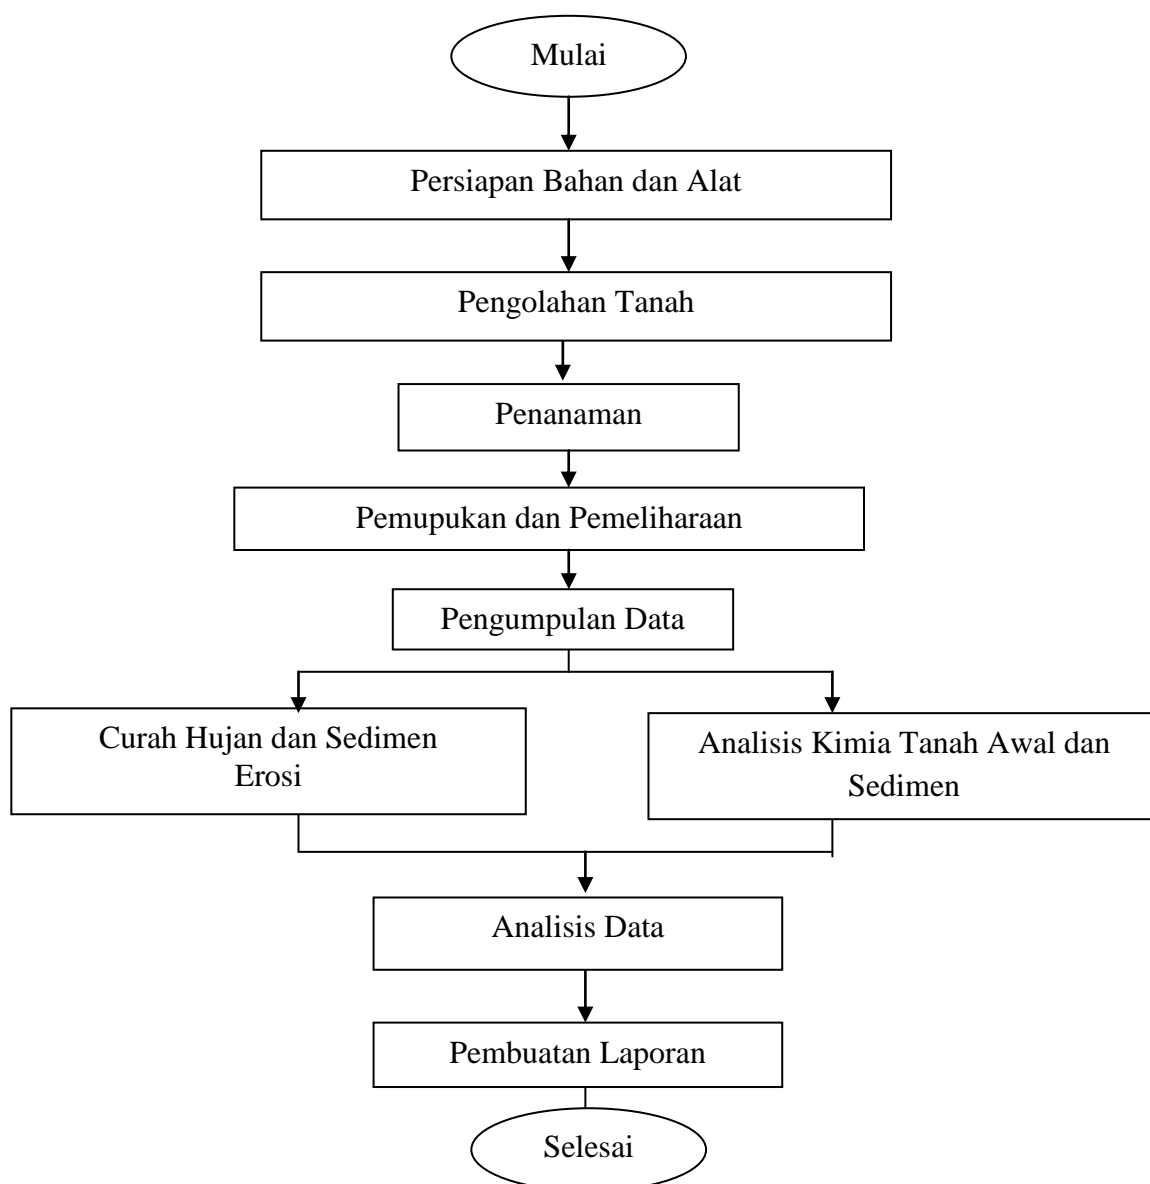 Mulai
Persiapan Bahan dan Alat
Pengolahan Tanah
Penanaman
Pemupukan dan Pemeliharaan
Pengumpulan Data
Curah Hujan dan Sedimen
Erosi
Analisis Kimia Tanah Awal dan
Sedimen
Analisis Data
Pembuatan Laporan
Selesai